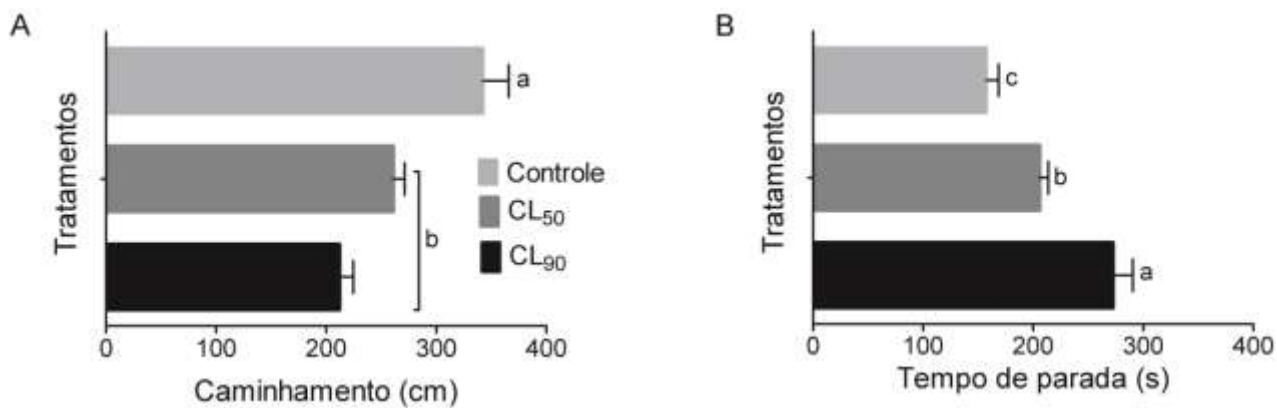 A
Tratamentos
a
b
Controle
CL50
CL90
0 100 200 300 400
Caminhamento (cm)
B
Tratamentos
c
b
a
0 100 200 300 400
Tempo de parada (s)